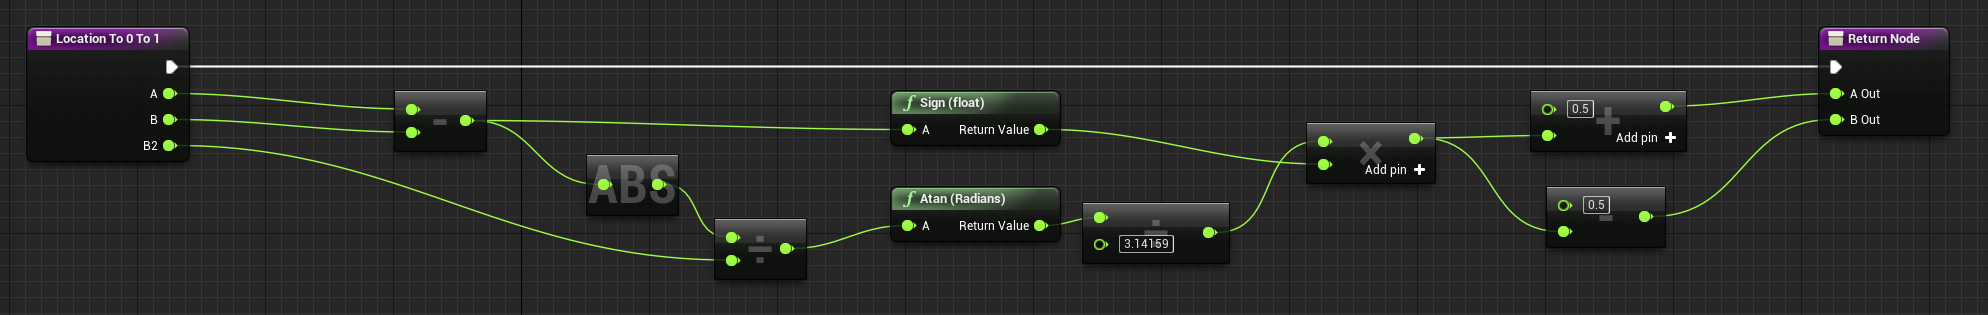 Location To 0 To 1
A
B
B2
-
ABS
÷
f Sign (float)
A Return Value
f Atan (Radians)
A Return Value
÷
3.14159
×
Add pin +
0.5
+
Add pin +
0.5
-
Return Node
A Out
B Out